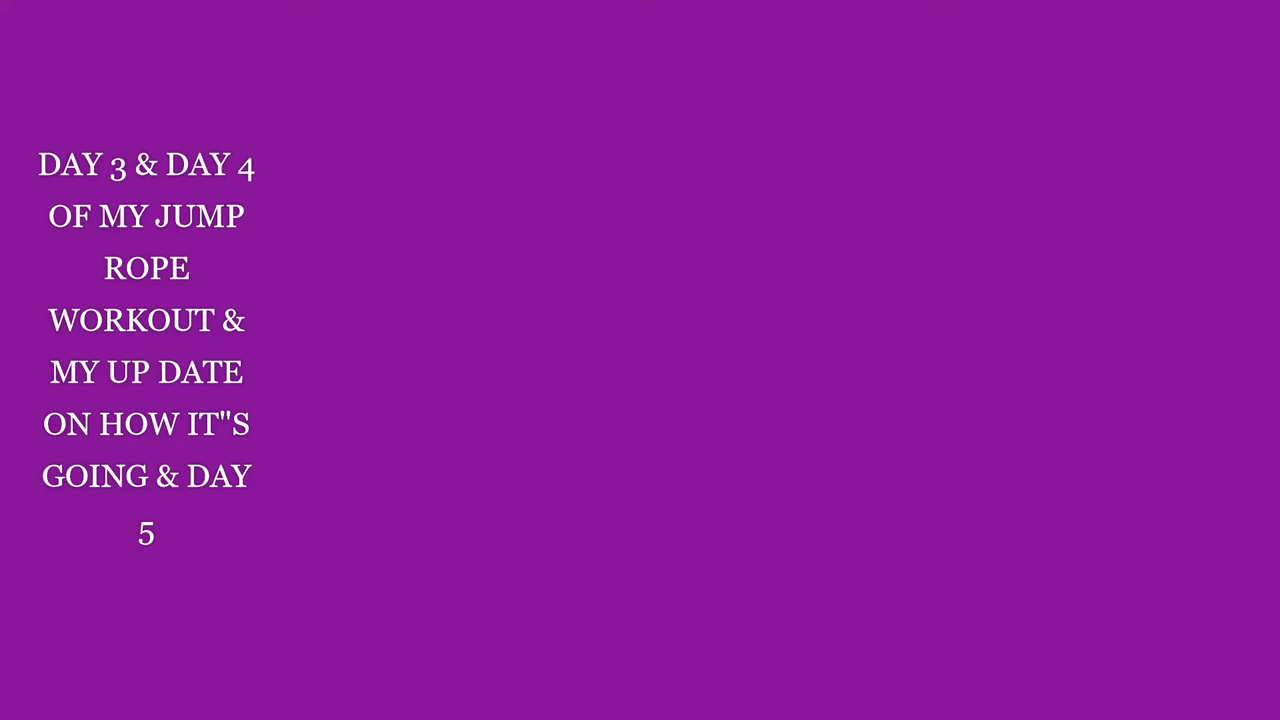 DAY 3 & DAY 4
OF MY JUMP
ROPE
WORKOUT &
MY UP DATE
ON HOW IT"S
GOING & DAY
5